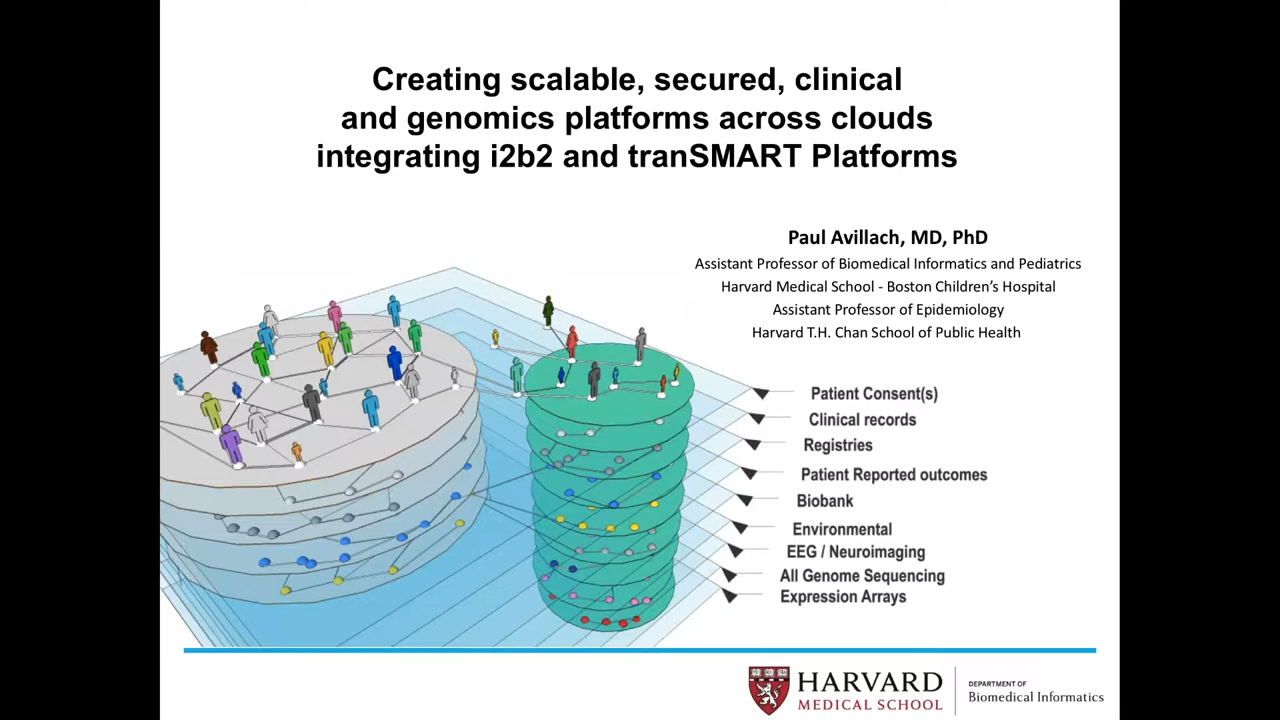 Creating scalable, secured, clinical
and genomics platforms across clouds
integrating i2b2 and tranSMART Platforms
Paul Avillach, MD, PhD
Assistant Professor of Biomedical Informatics and Pediatrics
Harvard Medical School - Boston Children’s Hospital
Assistant Professor of Epidemiology
Harvard T.H. Chan School of Public Health
Patient Consent(s)
Clinical records
Registries
Patient Reported outcomes
Biobank
Environmental
EEG / Neuroimaging
All Genome Sequencing
Expression Arrays
HARVARD
MEDICAL SCHOOL
DEPARTMENT OF
Biomedical Informatics